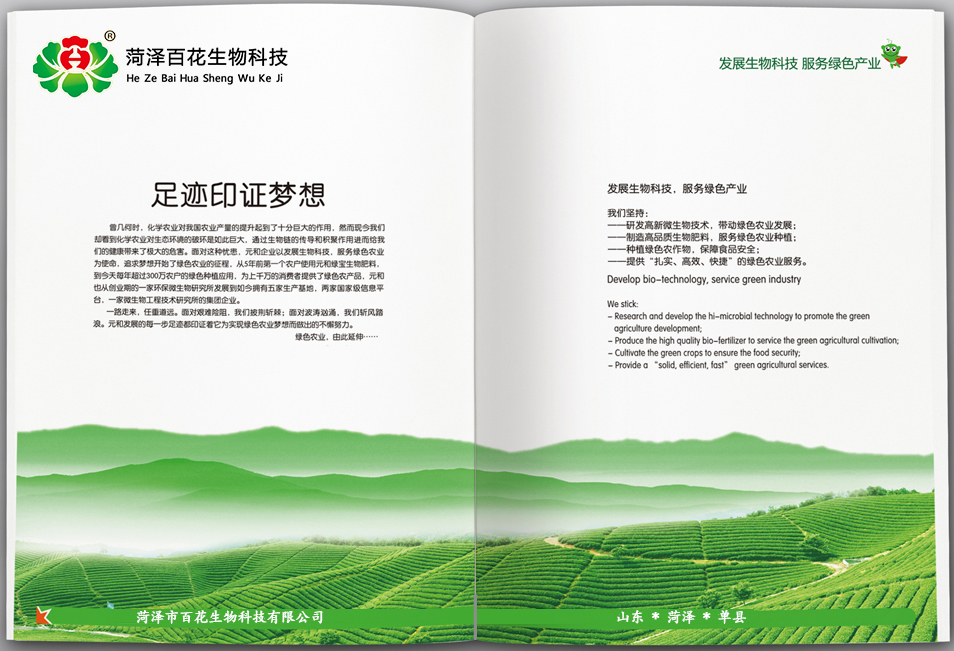 菏泽百花生物科技
®
He Ze Bai Hua Sheng Wu Ke Ji
足迹印证梦想
曾几何时，化学农业对我国农业产量的提升起到了十分巨大的作用，然而现今我们
却看到化学农业对生态环境的破坏是如此巨大，通过生物链的传导和积聚作用进而给我
们的健康带来了极大的危害。面对这种忧患，元和企业以发展生物科技，服务绿色农业
为使命，追求梦想开始了绿色农业的征程，从5年前第一个农户使用元和绿宝生物肥料，
到今天每年超过300万农户的绿色种植应用，为上千万的消费者提供了绿色农产品，元和
也从创业期的一家环保微生物研究所发展到如今拥有五家生产基地，两家国家级信息平
台，一家微生物工程技术研究所的集团企业。
一路走来，任重道远。面对艰难险阻，我们披荆斩棘；面对波涛汹涌，我们斩风踏
浪。元和发展的每一步足迹都印证着它为实现绿色农业梦想而做出的不懈努力。
绿色农业，由此延伸……
菏泽市百花生物科技有限公司
发展生物科技 服务绿色产业
发展生物科技，服务绿色产业
我们坚持：
——研发高新微生物技术，带动绿色农业发展；
——制造高品质生物肥料，服务绿色农业种植；
——种植绿色农作物，保障食品安全；
——提供“扎实、高效、快捷”的绿色农业服务。
Develop bio-technology, service green industry
We stick:
- Research and develop the hi-microbial technology to promote the green
agriculture development;
- Produce the high quality bio-fertilizer to service the green agricultural cultivation;
- Cultivate the green crops to ensure the food security;
- Provide a “solid, efficient, fast” green agricultural services.
山东 * 菏泽 * 单县